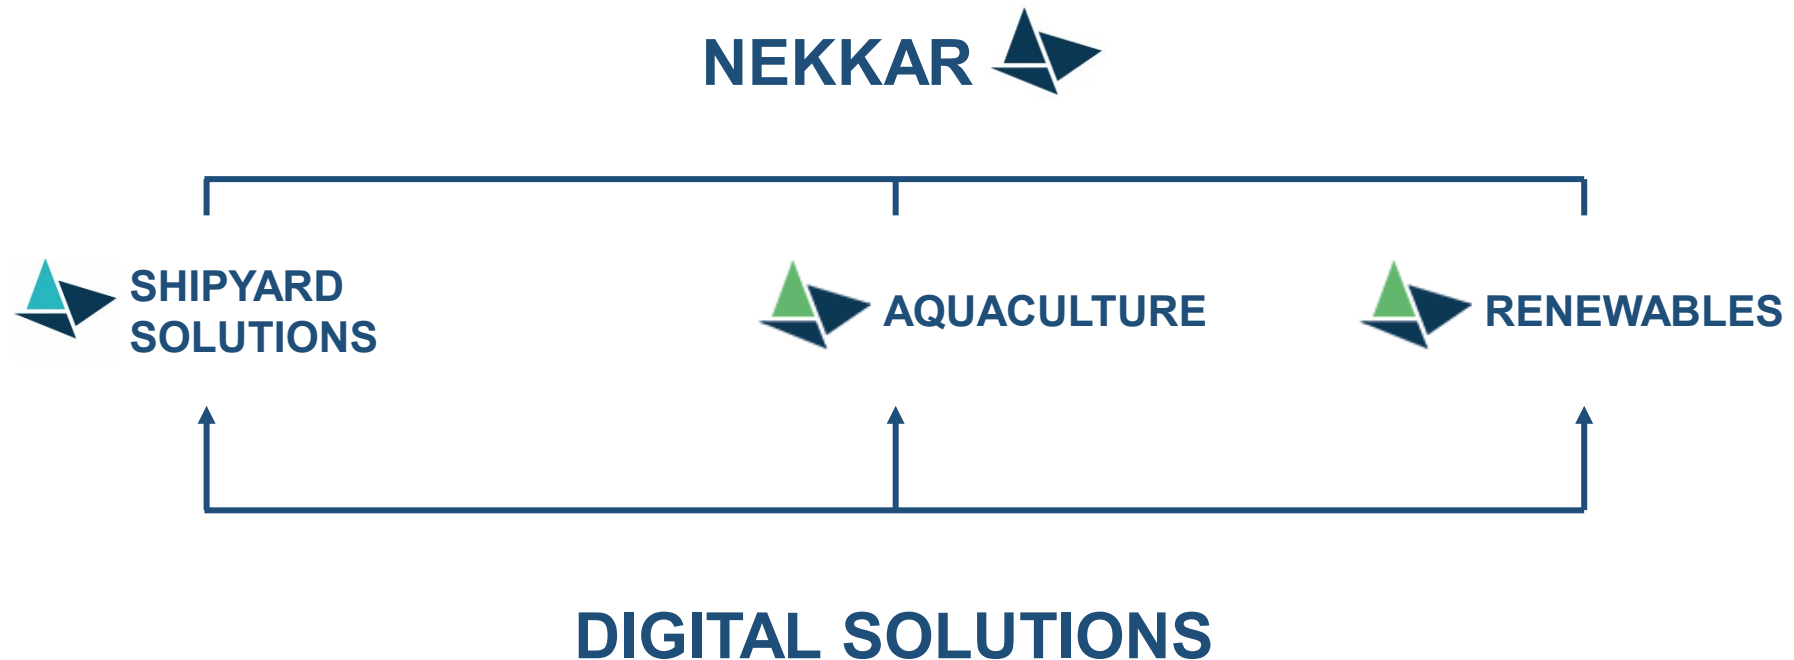 NEKKAR
SHIPYARD
SOLUTIONS
AQUACULTURE
RENEWABLES
DIGITAL SOLUTIONS